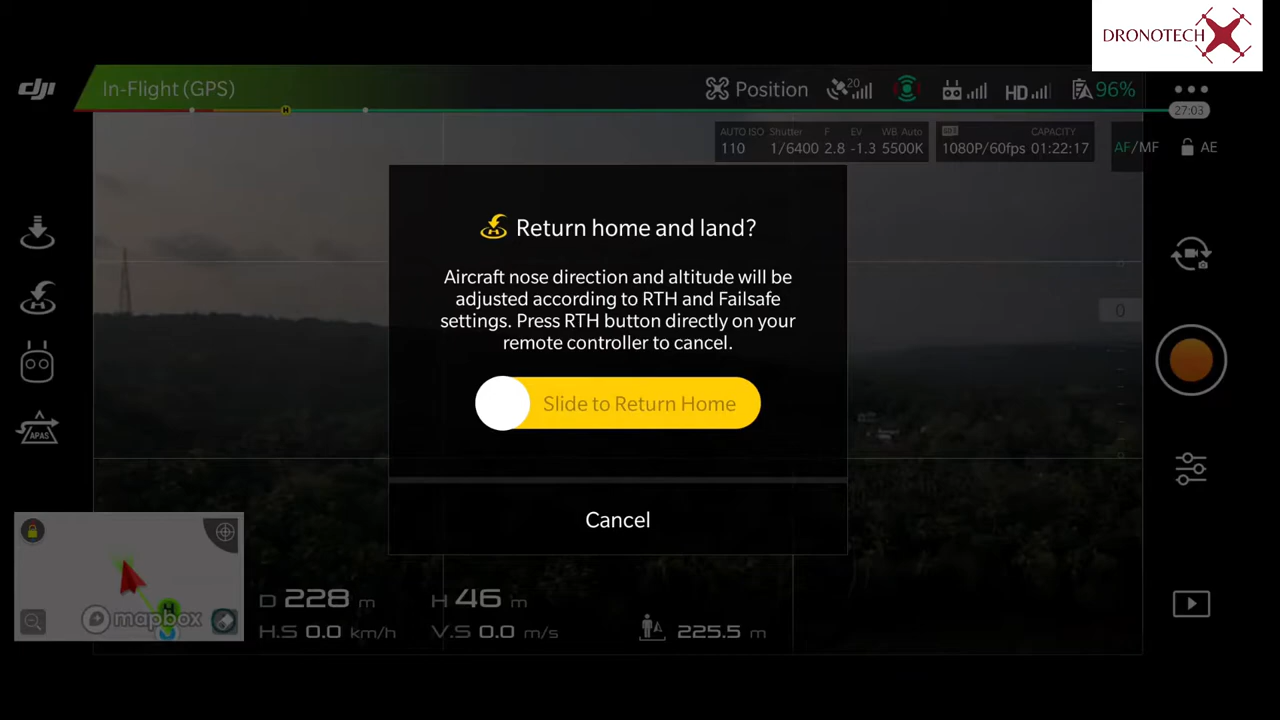 DRONOTECH
dji
In-Flight (GPS)
Position
20
HD
96%
27:03
AUTO ISO Shutter F EV WB Auto
110 1/6400 2.8 -1.3 5500K
CAPACITY
1080P/60fps 01:22:17
AF/MF
AE
Return home and land?
Aircraft nose direction and altitude will be
adjusted according to RTH and Failsafe
settings. Press RTH button directly on your
remote controller to cancel.
Slide to Return Home
Cancel
0
APAS
H
mapbox
D 228 m H 46 m
H.S 0.0 km/h V.S 0.0 m/s 225.5 m